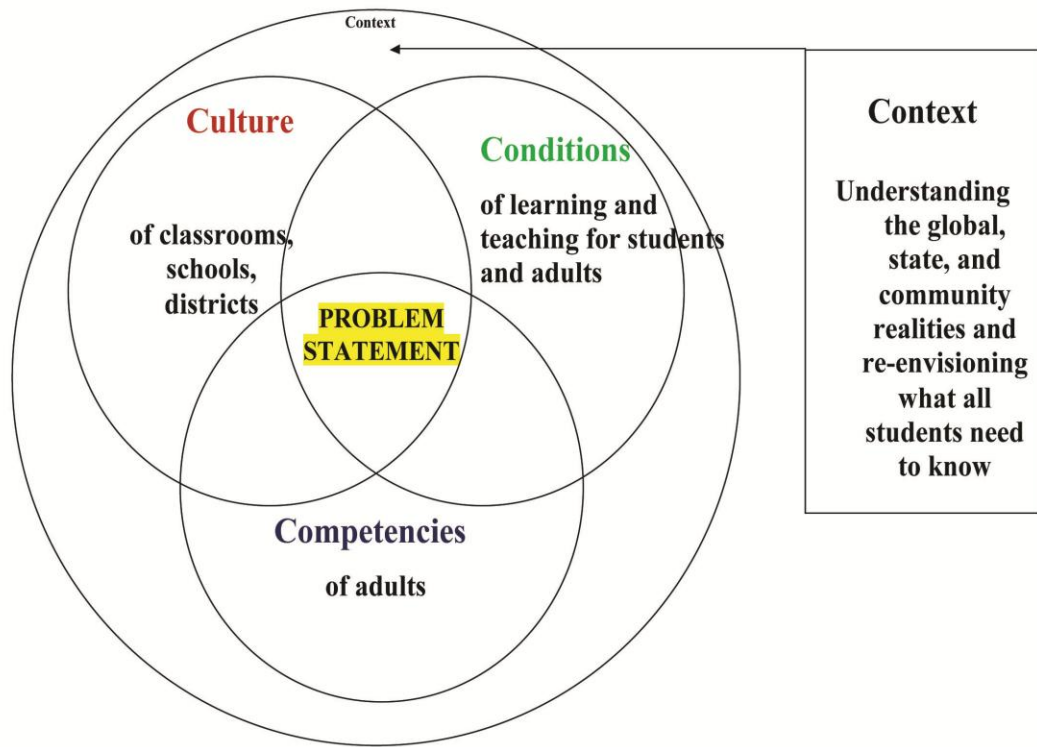 Context
Culture
of classrooms,
schools,
districts
Conditions
of learning and
teaching for students
and adults
PROBLEM
STATEMENT
Competencies
of adults
Context
Understanding
the global,
state, and
community
realities and
re-envisioning
what all
students need
to know